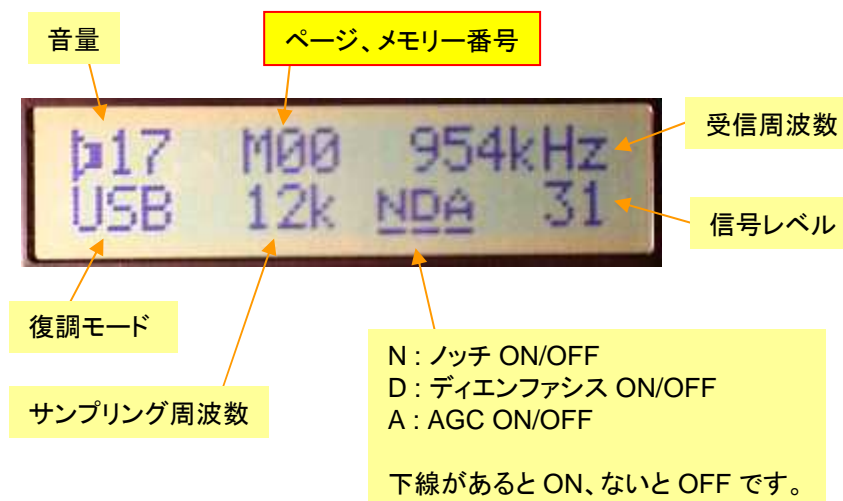 音量
ページ、メモリー番号
17 M00 954kHz
受信周波数
USB 12k NDA 31
信号レベル
復調モード
サンプリング周波数
N : ノッチ ON/OFF
D : ディエンファシス ON/OFF
A : AGC ON/OFF
下線があると ON、ないと OFF です。